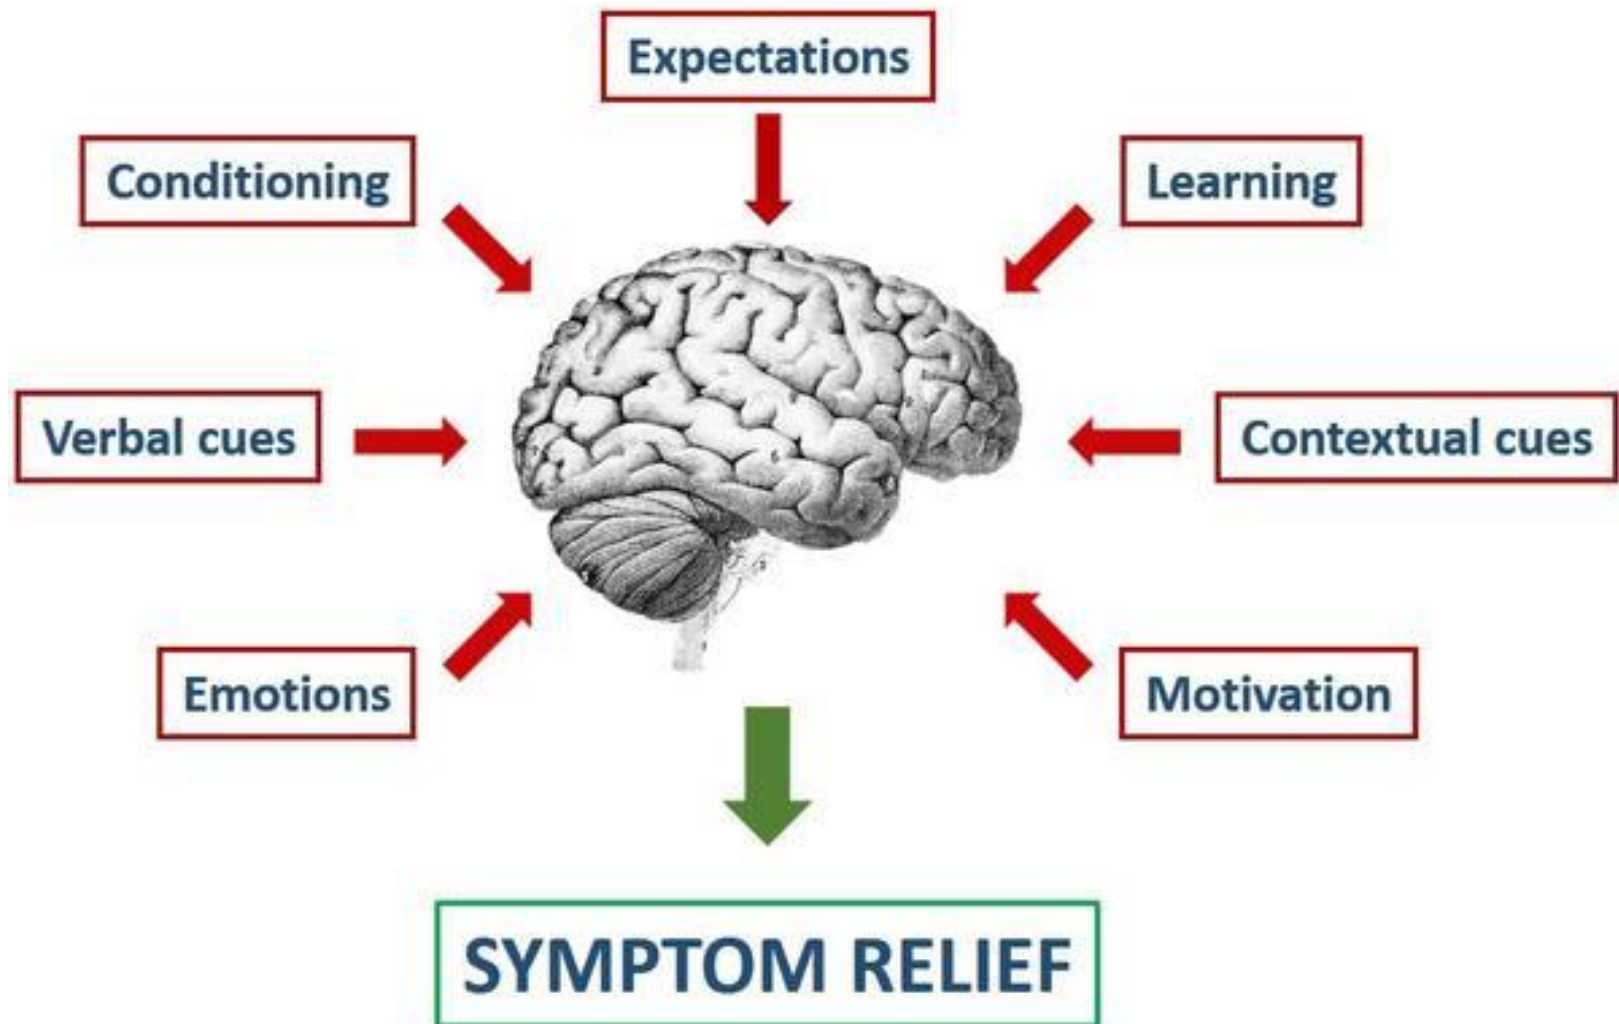 Expectations
Conditioning
Learning
Verbal cues
Contextual cues
Emotions
Motivation
SYMPTOM RELIEF